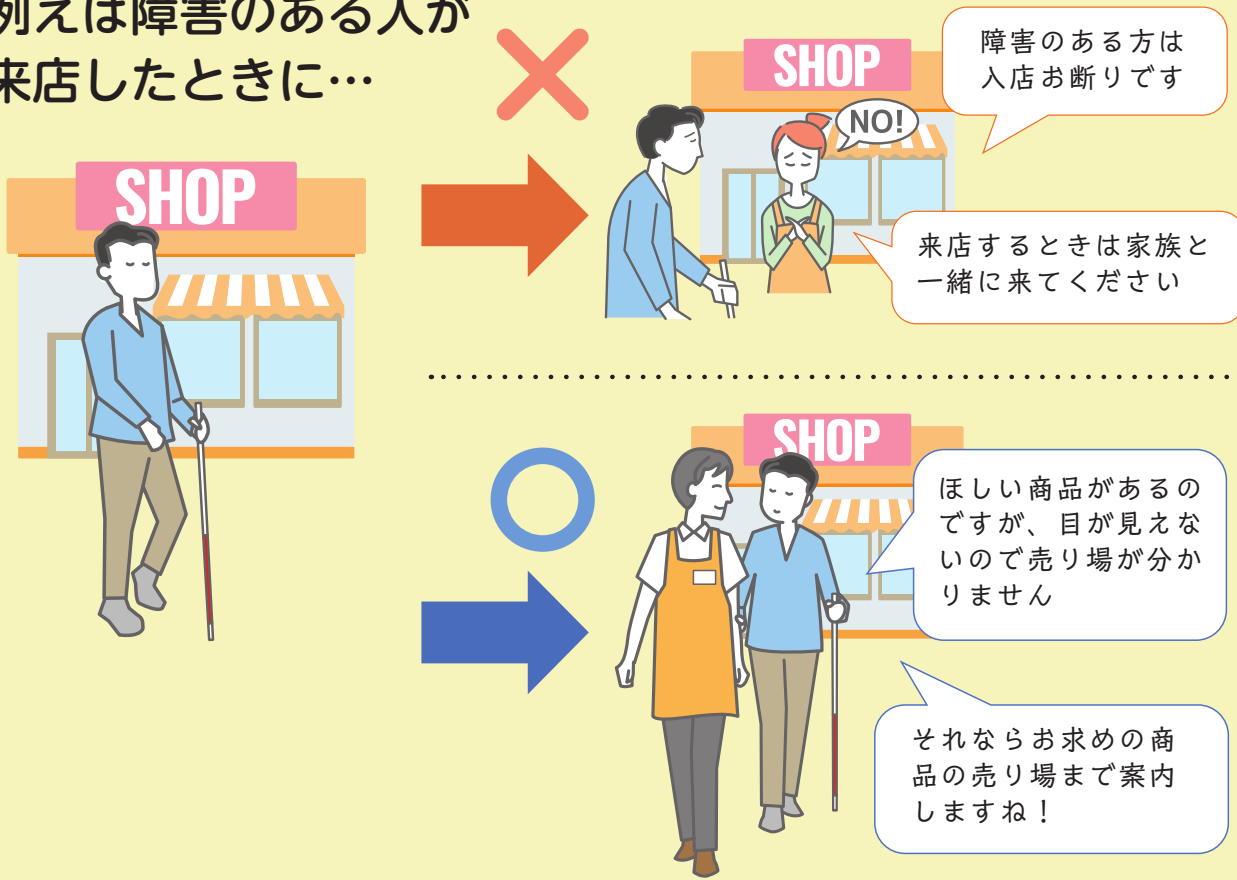 例えば障害のある人が
来店したときに…
SHOP
SHOP
NO!
障害のある方は
入店お断りです
来店するときは家族と
一緒に来てください
SHOP
ほしい商品があるの
ですが、目が見えな
いので売り場が分か
りません
それならお求めの商
品の売り場まで案内
しますね！